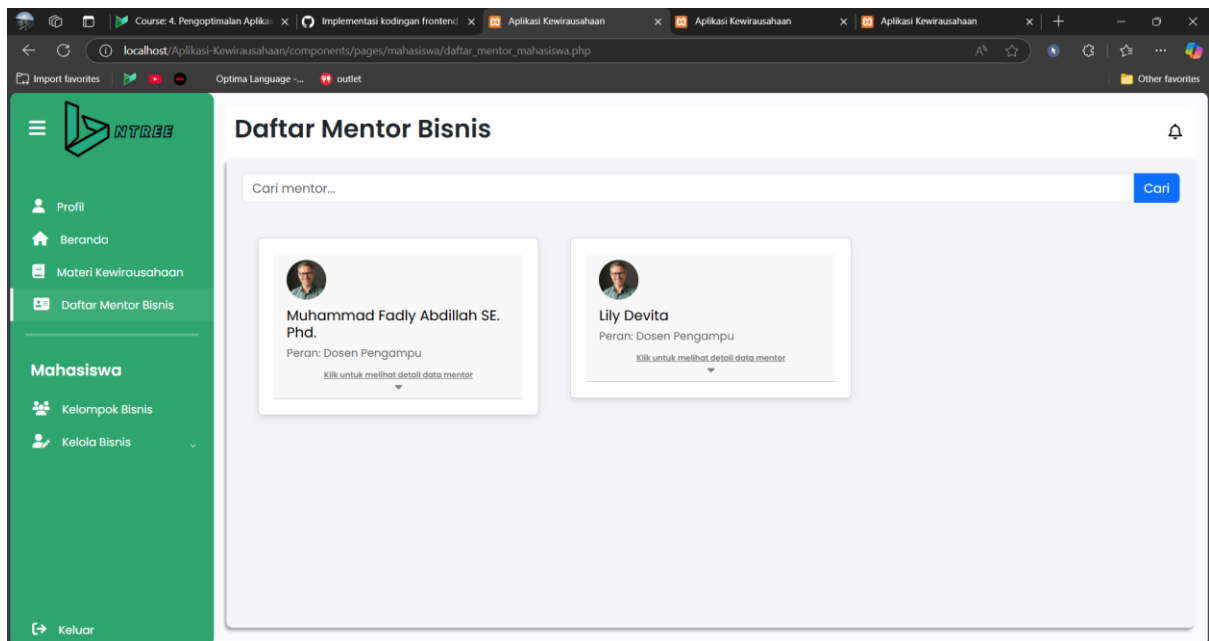 Course: 4. Pengoptimalan Aplikas
Implementasi kodingan frontend
Aplikasi Kewirausahaan
Aplikasi Kewirausahaan
Aplikasi Kewirausahaan
localhost/Aplikasi-Kewirausahaan/components/pages/mahasiswa/daftar_mentor_mahasiswa.php
Import favorites
Optima Language -...
outlet
Other favorites
NTREE
Daftar Mentor Bisnis
Cari mentor...
Cari
Profil
Beranda
Materi Kewirausahaan
Daftar Mentor Bisnis
Mahasiswa
Kelompok Bisnis
Kelola Bisnis
Keluar
Muhammad Fadly Abdillah SE.
Phd.
Peran: Dosen Pengampu
Klik untuk melihat detail data mentor
Lily Devita
Peran: Dosen Pengampu
Klik untuk melihat detail data mentor